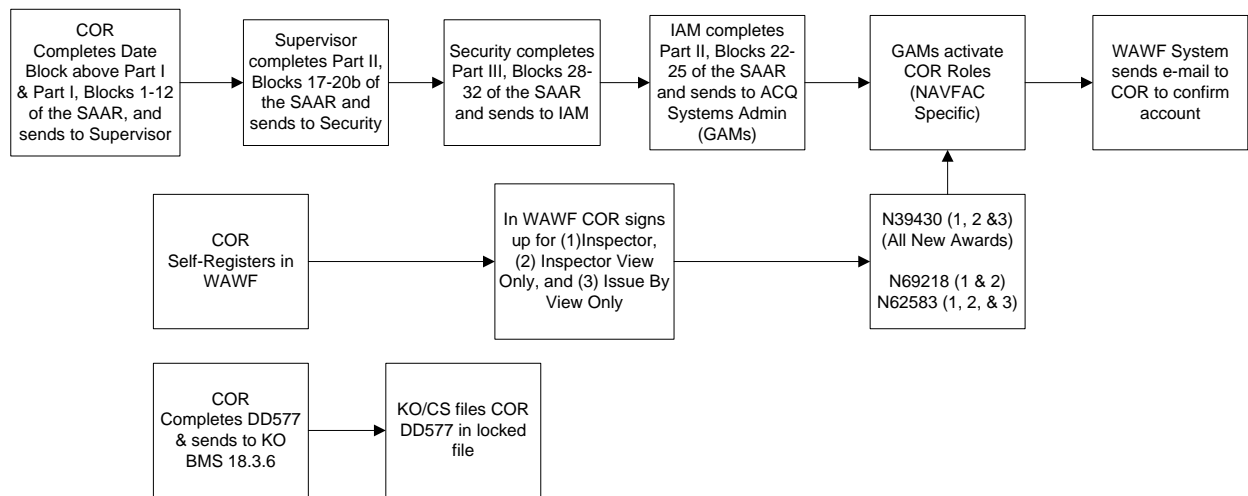 COR
Completes Date
Block above Part I
& Part I, Blocks 1-12
of the SAAR, and
sends to Supervisor
Supervisor
completes Part II,
Blocks 17-20b of
the SAAR and
sends to Security
Security completes
Part III, Blocks 28-
32 of the SAAR
and sends to IAM
IAM completes
Part II, Blocks 22-
25 of the SAAR
and sends to ACQ
Systems Admin
(GAMs)
GAMs activate
COR Roles
(NAVFAC
Specific)
WAWF System
sends e-mail to
COR to confirm
account
COR
Self-Registers in
WAWF
In WAWF COR signs
up for (1)Inspector,
(2) Inspector View
Only, and (3) Issue By
View Only
N39430 (1, 2 &3)
(All New Awards)
N69218 (1 & 2)
N62583 (1, 2, & 3)
COR
Completes DD577
& sends to KO
BMS 18.3.6
KO/CS files COR
DD577 in locked
file